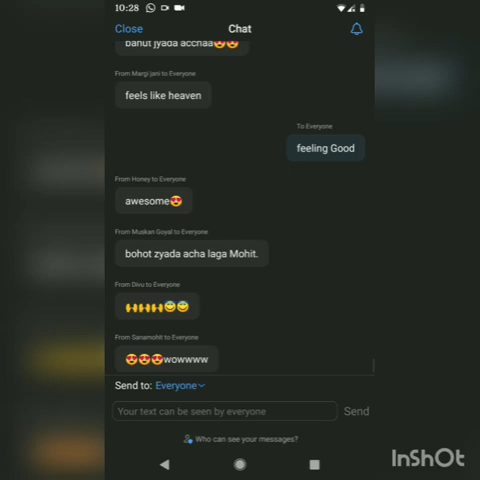 10:28
Close
Chat
bahut jyada acchaa😍😍
From Margi jani to Everyone
feels like heaven
To Everyone
feeling Good
From Honey to Everyone
awesome😍
From Muskan Goyal to Everyone
bohot zyada acha laga Mohit.
From Divu to Everyone
🙌🙌🙌😇😇
From Sanamohit to Everyone
😍😍😍wowwww
Send to: Everyone
Your text can be seen by everyone
Send
Who can see your messages?
InShOt